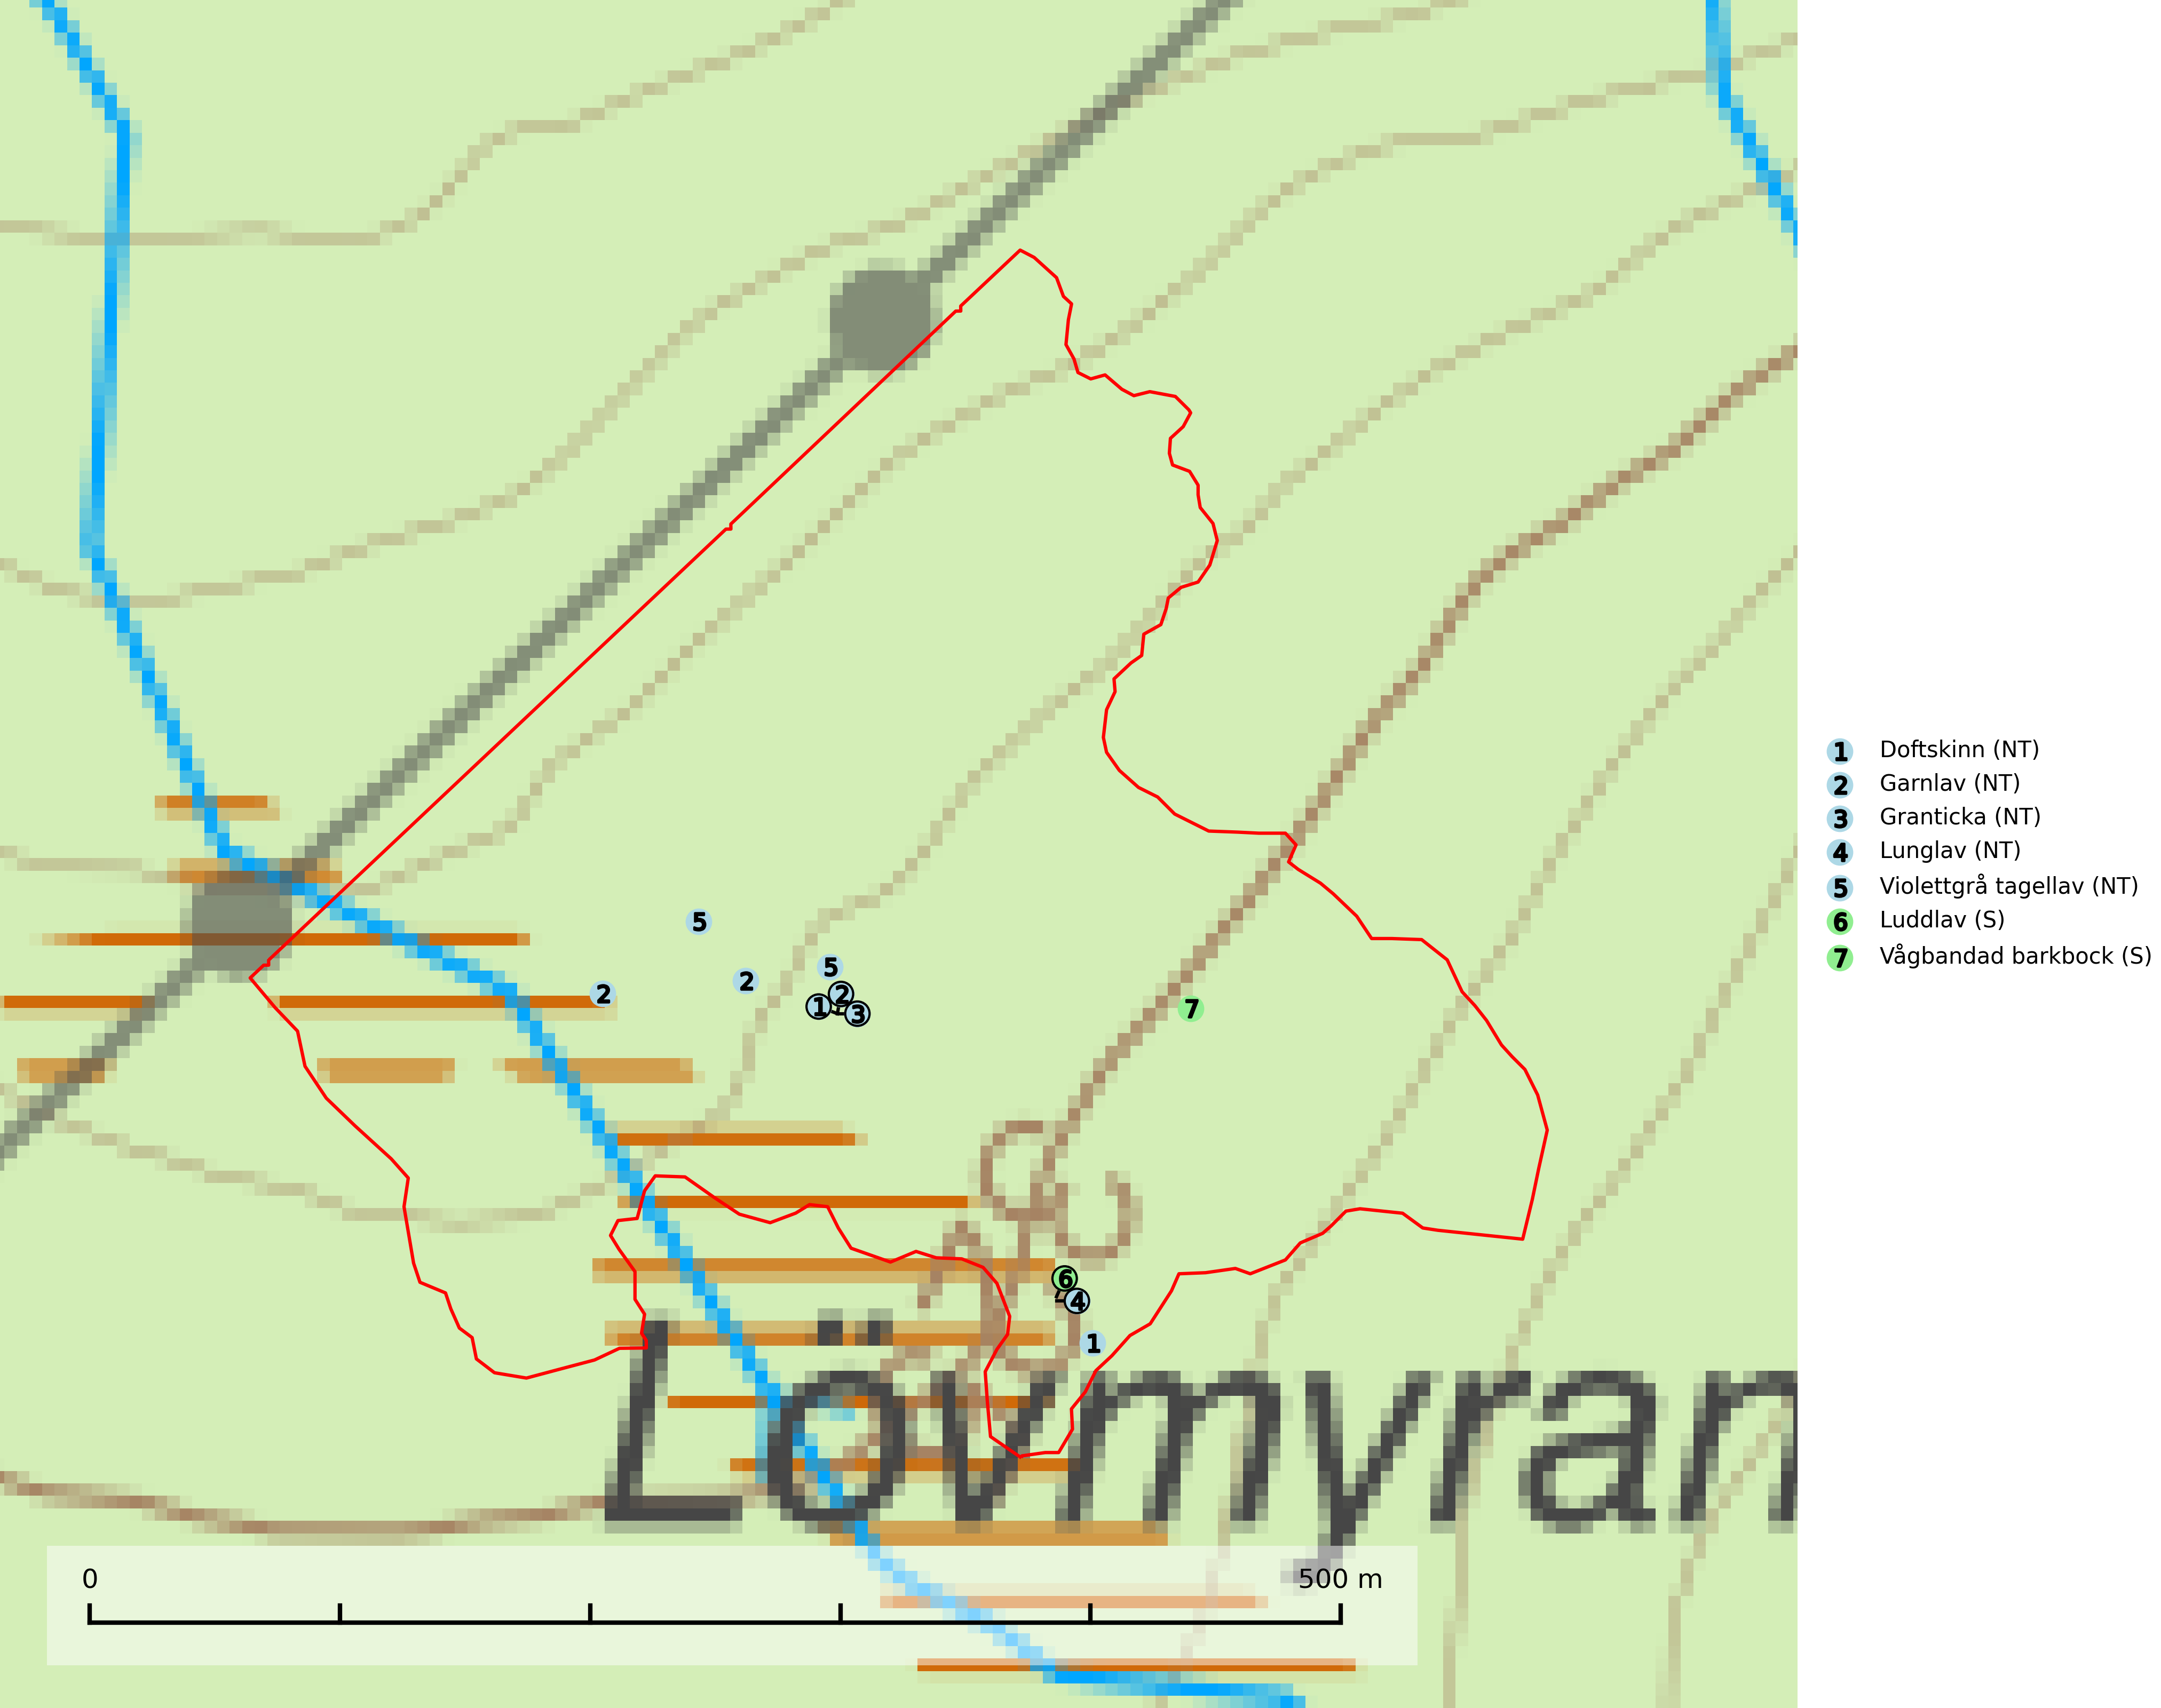 1 Doftskinn (NT)
2 Garnlav (NT)
3 Granticka (NT)
4 Lunglav (NT)
5 Violettgrå tagellav (NT)
6 Luddlav (S)
7 Vågbandad barkbock (S)
5
5
2
2
2
1
3
7
6
4
1
Lövmyran
0
500 m